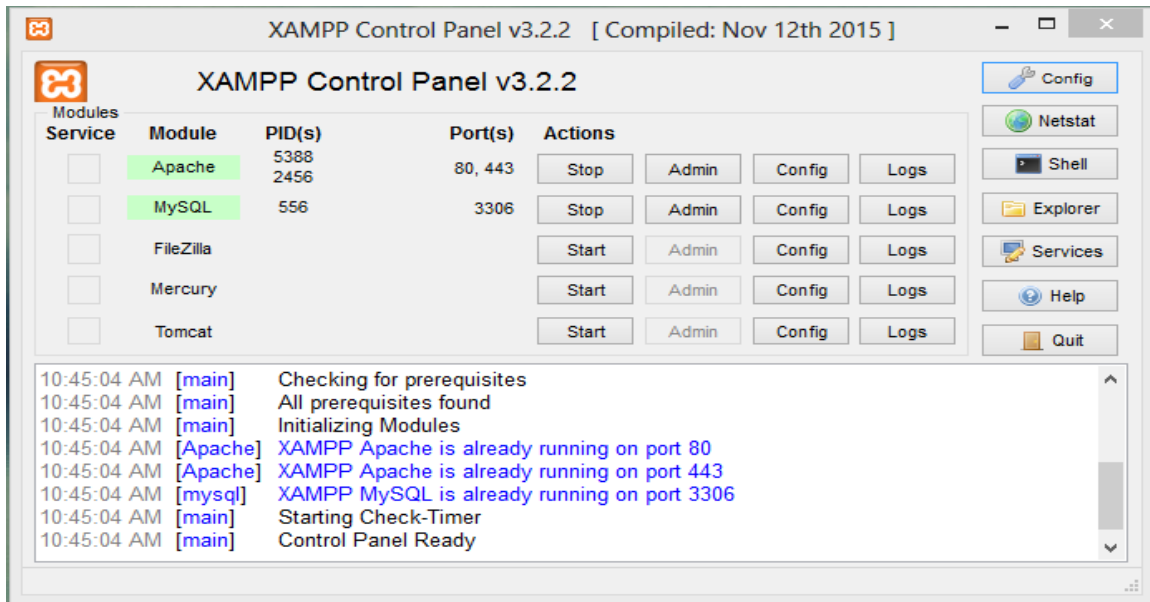 XAMPP Control Panel v3.2.2 [ Compiled: Nov 12th 2015 ]
XAMPP Control Panel v3.2.2
Config
Modules
Netstat
Service Module PID(s) Port(s) Actions
Apache 5388 2456 80, 443 Stop Admin Config Logs
Shell
MySQL 556 3306 Stop Admin Config Logs
Explorer
FileZilla Start Admin Config Logs
Services
Mercury Start Admin Config Logs
Help
Tomcat Start Admin Config Logs
Quit
10:45:04 AM [main] Checking for prerequisites
10:45:04 AM [main] All prerequisites found
10:45:04 AM [main] Initializing Modules
10:45:04 AM [Apache] XAMPP Apache is already running on port 80
10:45:04 AM [Apache] XAMPP Apache is already running on port 443
10:45:04 AM [mysql] XAMPP MySQL is already running on port 3306
10:45:04 AM [main] Starting Check-Timer
10:45:04 AM [main] Control Panel Ready